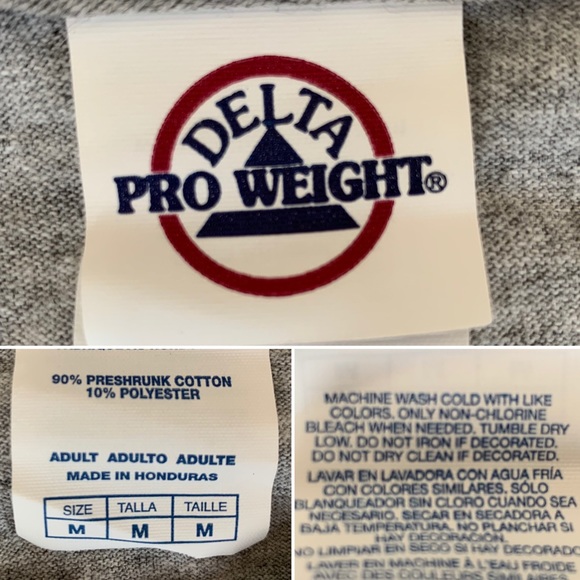 DELTA
PRO WEIGHT®
90% PRESHRUNK COTTON
10% POLYESTER
ADULT ADULTO ADULTE
MADE IN HONDURAS
SIZE TALLA TAILLE
M M M
MACHINE WASH COLD WITH LIKE
COLORS. ONLY NON-CHLORINE
BLEACH WHEN NEEDED. TUMBLE DRY
LOW. DO NOT IRON IF DECORATED.
DO NOT DRY CLEAN IF DECORATED.
LAVAR EN LAVADORA CON AGUA FRÍA
CON COLORES SIMILARES, SÓLO
BLANQUEADOR SIN CLORO CUANDO SEA
NECESARIO. SECAR EN SECADORA A
BAJA TEMPERATURA. NO PLANCHAR SI
HAY DECORACIÓN.
NO LIMPIAR EN SECO SI HAY DECORADO
LAVER EN MACHINE À L'EAU FROIDE
AVEC DES COULEURS